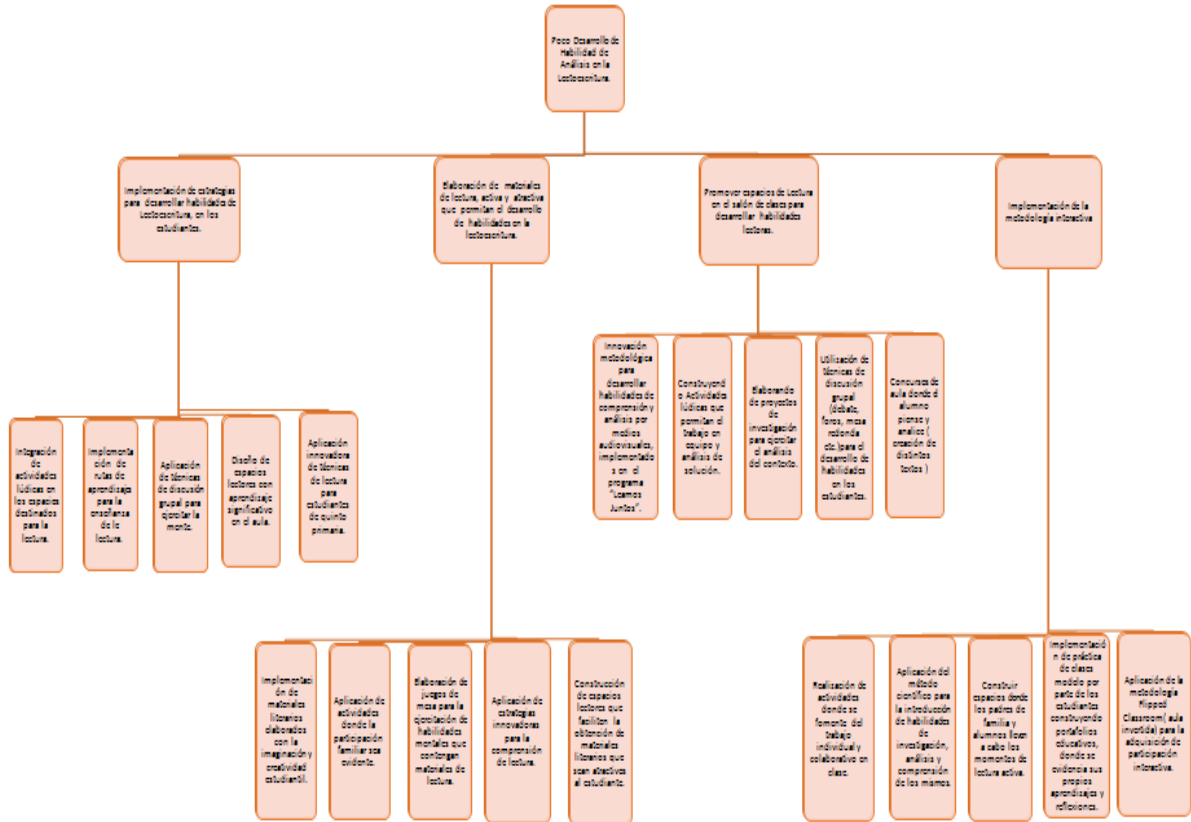 Poco Desarrollo de
Habilidad de
Análisis en la
Lectoescritura.
Implementación de estrategias
para desarrollar habilidades de
Lectoescritura, en los
estudiantes.
Elaboración de materiales
de lectura, activa y atractiva
que permitan el desarrollo
de habilidades en la
lectoescritura.
Promover espacios de Lectura
en el salón de clases para
desarrollar habilidades
lectoras.
Implementación de la
metodología interactiva
Integración
de
actividades
lúdicas en
los espacios
destinados
para la
lectura.
Implementa
ción de
rutas de
aprendizajes
para la
enseñanza
de le
lectura.
Aplicación
de técnicas
de discusión
grupal para
ejercitar la
mente.
Diseño de
espacios
lectores con
aprendizaje
significativo
en el aula.
Aplicación
innovadora
de técnicas
de lectura
para
estudiantes
de quinto
primaria.
Innovación
metodológica
para
desarrollar
habilidades de
comprensión y
análisis por
medios
audiovisuales,
implementado
s en el
programa
"Leamos
Juntos".
Construyend
o Actividades
lúdicas que
permitan el
trabajo en
equipo y
análisis de
solución.
Elaborando
de proyectos
de
investigación
para ejercitar
el análisis
del contexto.
Utilización de
técnicas de
discusión
grupal
(debate,
foros, mesa
redonda
etc.)para el
desarrollo de
habilidades
en los
estudiantes.
Concursos de
aula donde el
alumno
piense y
analice (
creación de
distintos
textos )
Implementaci
ón de
materiales
literarios
elaborados
con la
imaginación y
creatividad
estudiantil.
Aplicación de
actividades
donde la
participación
familiar sea
evidente.
Elaboración de
juegos de
mesa para la
ejercitación de
habilidades
mentales que
contengan
materiales de
lectura.
Aplicación de
estrategias
innovadoras
para la
comprensión
de lectura.
Construcción
de espacios
lectores que
faciliten la
obtención de
materiales
literarios que
sean atractivos
al estudiante.
Realización de
actividades
donde se
fomente del
trabajo
individual y
colaborativo en
clase.
Aplicación del
método
científico para
la introducción
de habilidades
de
investigación,
análisis y
comprensión
de los mismos.
Construir
espacios donde
los padres de
familia y
alumnos lleven
a cabo los
momentos de
lectura activa.
Implementació
n de práctica
de clases
modelo por
parte de los
estudiantes
construyendo
portafolios
educativos,
donde se
evidencia sus
propios
aprendizajes y
reflexiones.
Aplicación de la
metodología
Flipped
Classroom( aula
invertida) para la
adquisición de
participación
interactiva.